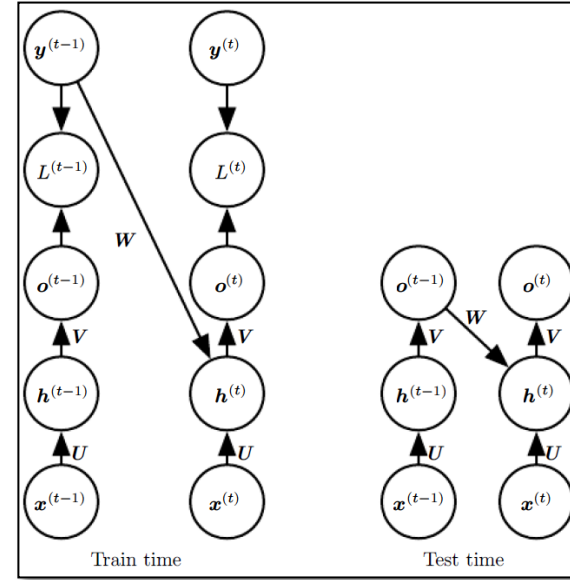 y^(t−1) y^(t)
L^(t−1) L^(t)
W
o^(t−1) o^(t) o^(t−1) o^(t)
W
V V V V
h^(t−1) h^(t) h^(t−1) h^(t)
U U U U
x^(t−1) x^(t) x^(t−1) x^(t)
Train time Test time